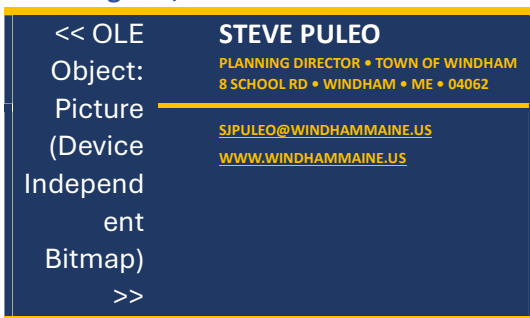 << OLE
Object:
Picture
(Device
Independ
ent
Bitmap)
>>
STEVE PULEO
PLANNING DIRECTOR • TOWN OF WINDHAM
8 SCHOOL RD • WINDHAM • ME • 04062
SJPULEO@WINDHAMMAINE.US
WWW.WINDHAMMAINE.US